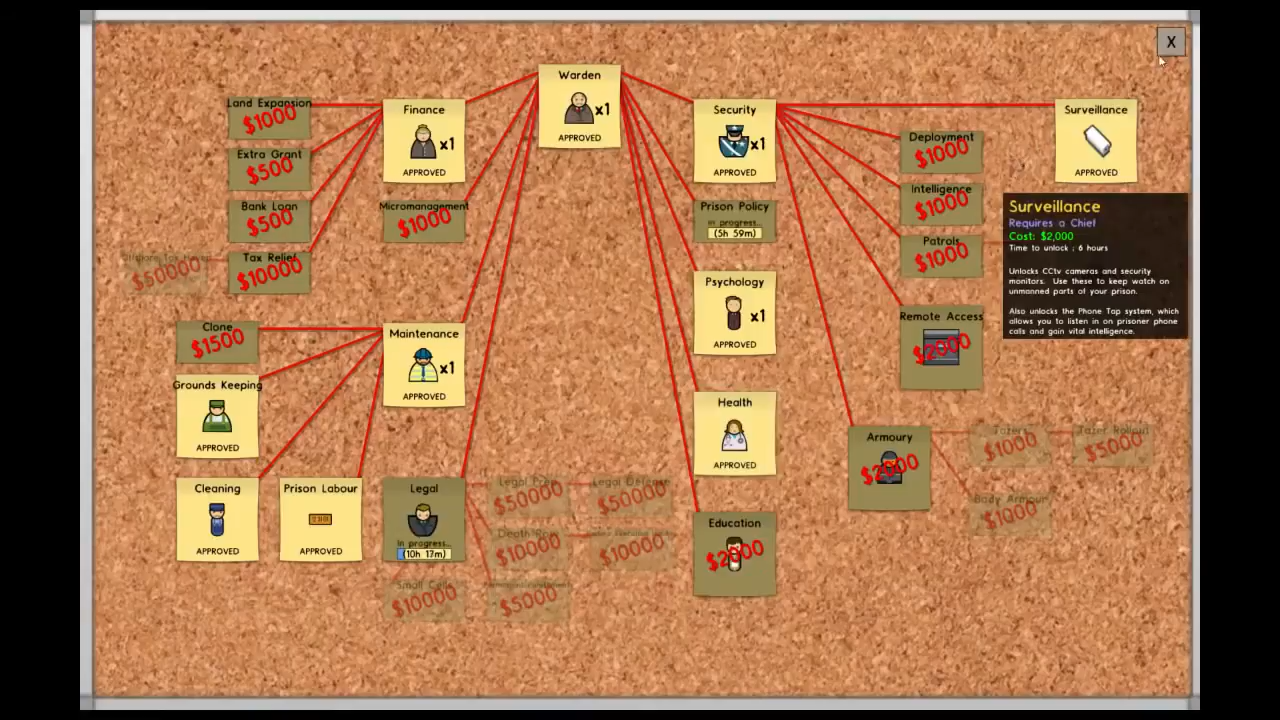 X
Warden
x1
APPROVED
Land Expansion
$1000
Finance
x1
APPROVED
Security
x1
APPROVED
Surveillance
APPROVED
Deployment
$1000
Extra Grant
$500
Intelligence
$1000
Bank Loan
$500
Micromanagement
$1000
Prison Policy
In progress..
(5h 59m)
Patrols
$1000
Surveillance
Requires a Chief
Cost: $2,000
Time to unlock : 6 hours
Unlocks CCtv cameras and security
monitors. Use these to keep watch on
unmanned parts of your prison.
Also unlocks the Phone Tap system, which
allows you to listen in on prisoner phone
calls and gain vital intelligence.
Offshore Tax Haven
$50000
Tax Relief
$10000
Psychology
x1
APPROVED
Remote Access
$2000
Clone
$1500
Maintenance
x1
APPROVED
Grounds Keeping
APPROVED
Health
APPROVED
Armoury
$2000
Tazers
$1000
Tazer Rollout
$5000
Body Armour
$1000
Cleaning
APPROVED
Prison Labour
APPROVED
Legal
In progress..
(10h 17m)
Legal Prep
$50000
Legal Defense
$50000
Death Row
$10000
$10000
Small Cells
$10000
$5000
Education
$2000